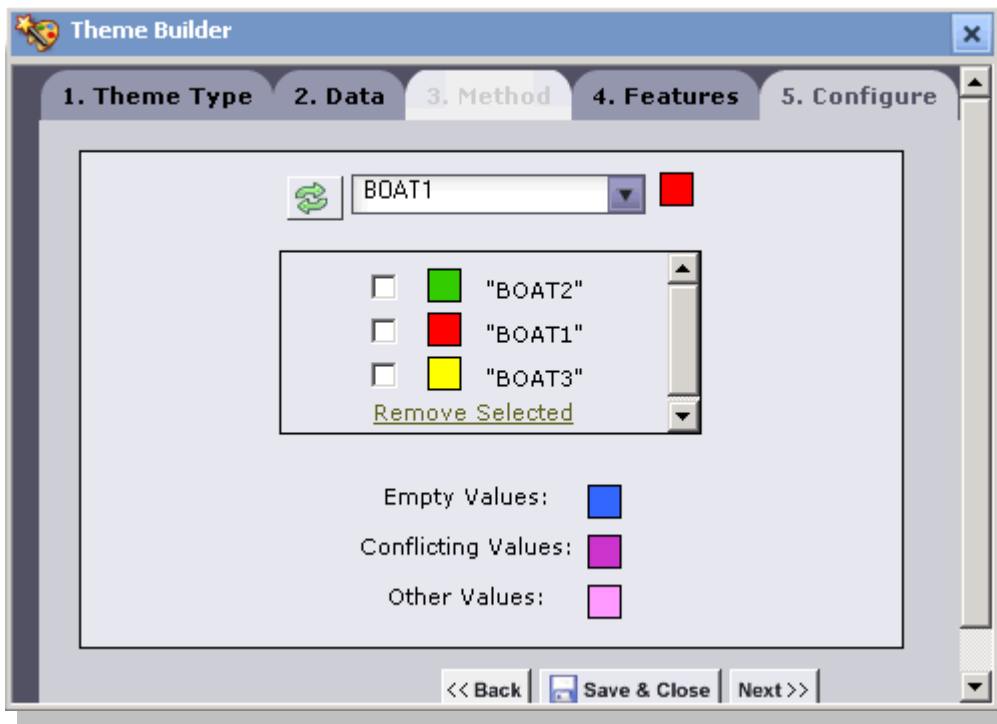 Theme Builder
1. Theme Type 2. Data 3. Method 4. Features 5. Configure
BOAT1
"BOAT2"
"BOAT1"
"BOAT3"
Remove Selected
Empty Values:
Conflicting Values:
Other Values:
<< Back Save & Close Next >>